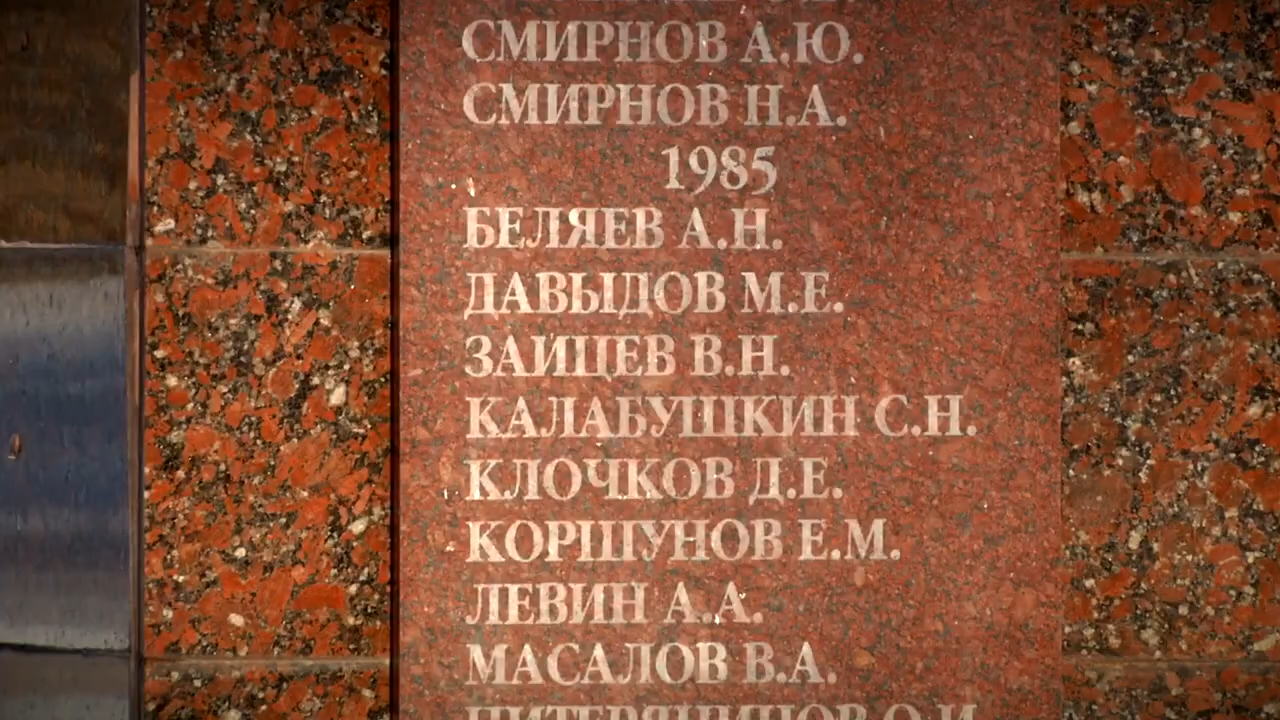 СМИРНОВ А.Ю.
СМИРНОВ Н.А.
1985
БЕЛЯЕВ А.Н.
ДАВЫДОВ М.Е.
ЗАЙЦЕВ В.Н.
КАЛАБУШКИН С.Н.
КЛОЧКОВ Д.Е.
КОРШУНОВ Е.М.
ЛЕВИН А.А.
МАСАЛОВ В.А.